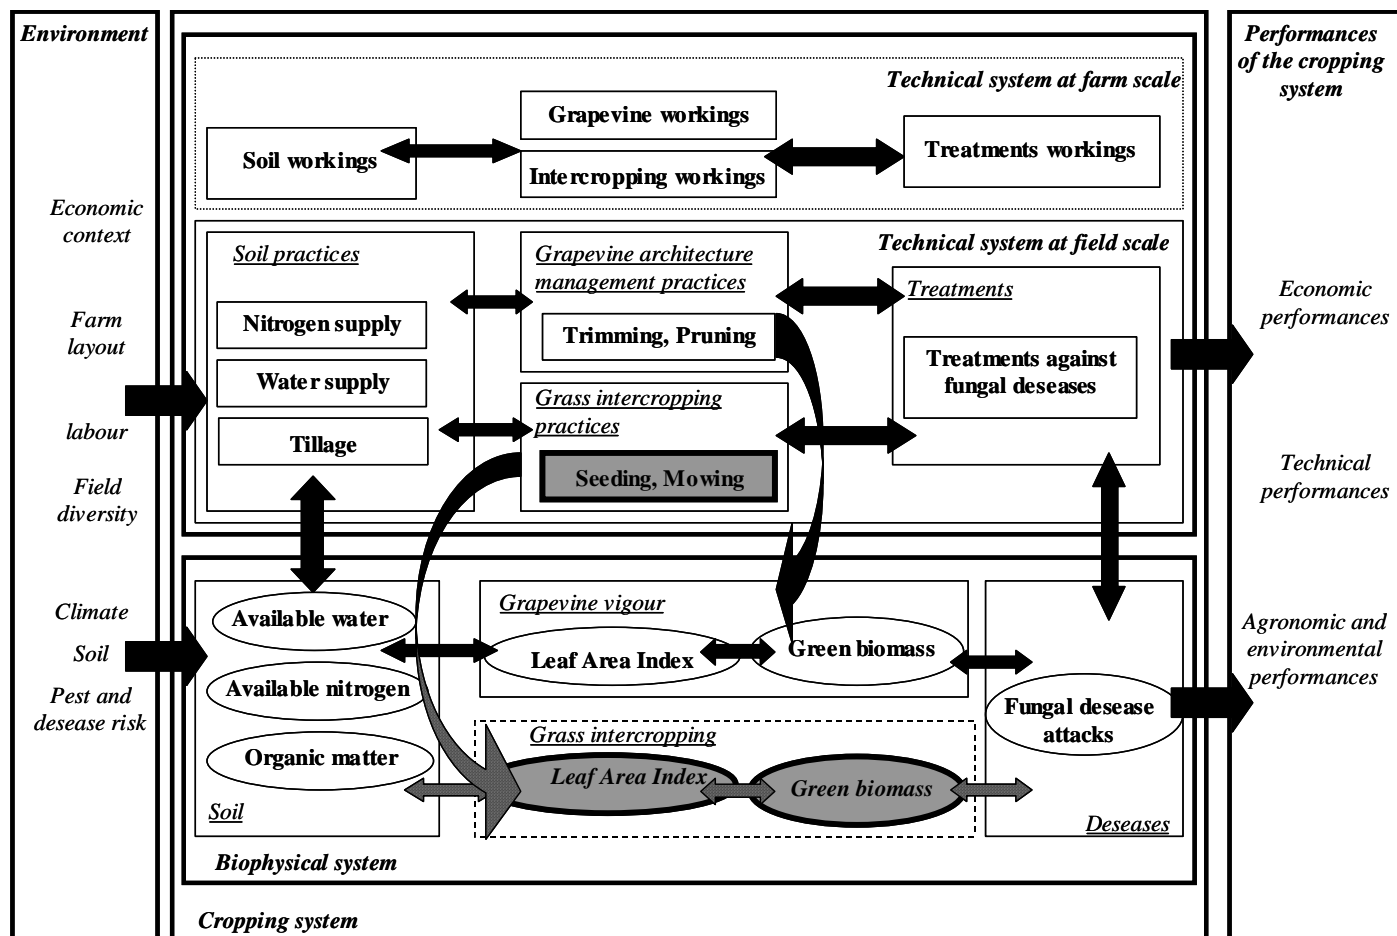 Environment
Economic
context
Farm
layout
labour
Field
diversity
Climate
Soil
Pest and
desease risk
Technical system at farm scale
Soil workings
Grapevine workings
Intercropping workings
Treatments workings
Technical system at field scale
Soil practices
Nitrogen supply
Water supply
Tillage
Grapevine architecture
management practices
Trimming, Pruning
Grass intercropping
practices
Seeding, Mowing
Treatments
Treatments against
fungal deseases
Available water
Available nitrogen
Organic matter
Soil
Grapevine vigour
Leaf Area Index
Green biomass
Grass intercropping
Leaf Area Index
Green biomass
Fungal desease
attacks
Deseases
Biophysical system
Cropping system
Performances
of the cropping
system
Economic
performances
Technical
performances
Agronomic and
environmental
performances